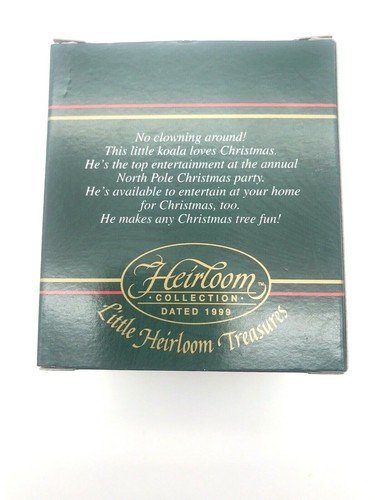 No clowning around!
This little koala loves Christmas.
He's the top entertainment at the annual
North Pole Christmas party.
He's available to entertain at your home
for Christmas, too.
He makes any Christmas tree fun!
Heirloom™
• COLLECTION •
DATED 1999
Little Heirloom Treasures